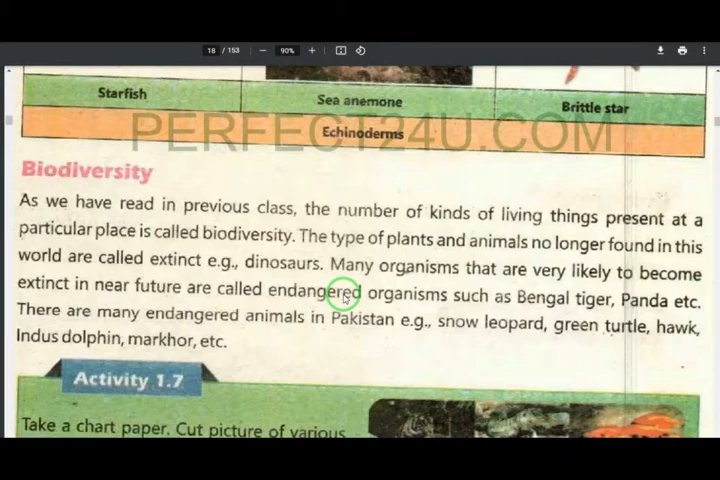 18 / 153
90%
Starfish
Sea anemone
Brittle star
Echinoderms
PERFECT24U.COM
Biodiversity
As we have read in previous class, the number of kinds of living things present at a
particular place is called biodiversity. The type of plants and animals no longer found in this
world are called extinct e.g., dinosaurs. Many organisms that are very likely to become
extinct in near future are called endangered organisms such as Bengal tiger, Panda etc.
There are many endangered animals in Pakistan e.g., snow leopard, green turtle, hawk,
Indus dolphin, markhor, etc.
Activity 1.7
Take a chart paper. Cut picture of various